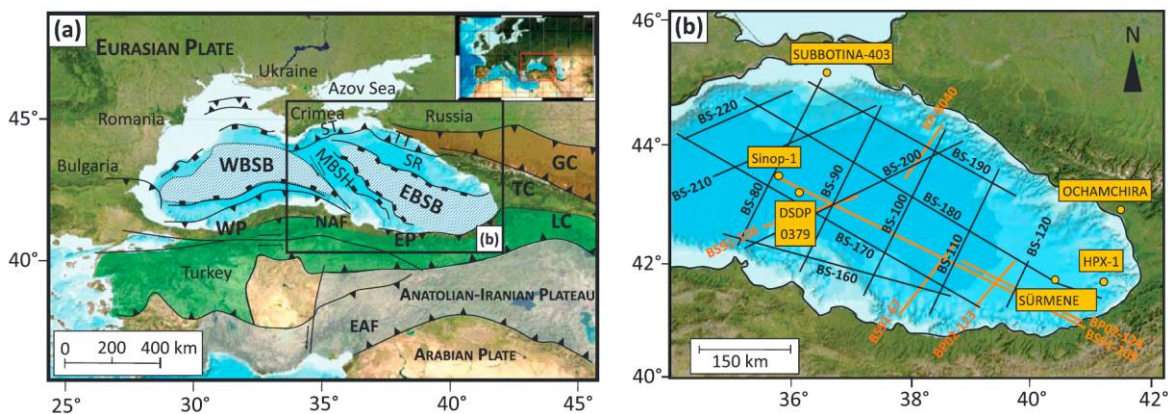 (a)
EURASIAN PLATE
Ukraine
Azov Sea
45°
Romania
Crimea
Russia
ST
TT
SR
GC
Bulgaria
WBSB
MBSH
EBSB
TC
WP
NAF
EP
LC
(b)
40°
Turkey
ANATOLIAN-IRANIAN PLATEAU
EAF
ARABIAN PLATE
0 200 400 km
25° 30° 35° 40° 45°
(b)
46°
SUBBOTINA-403
N
BS-220
44°
Sinop-1
BS-200
BS-190
BS-210
BS-80
BS-90
OCHAMCHIRA
DSDP
0379
BS-100
BS-180
BS-120
42°
BS-170
BS-110
HPX-1
BS-160
SÜRMENE
150 km
40°
36° 38° 40° 42°